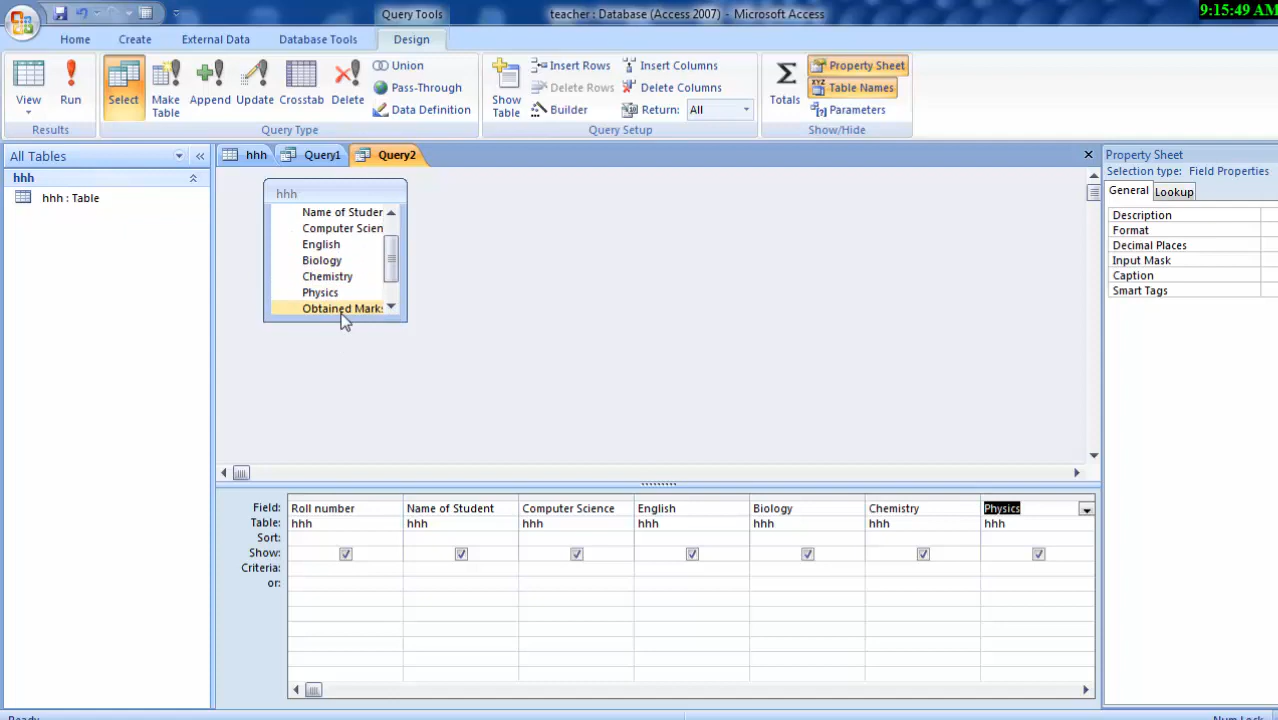 9:15:49 AM
Query Tools
teacher : Database (Access 2007) - Microsoft Access
Home
Create
External Data
Database Tools
Design
View
Run
Results
Select
Make Table
Append
Update
Crosstab
Delete
Union
Pass-Through
Data Definition
Query Type
Show Table
Insert Rows
Delete Rows
Builder
Insert Columns
Delete Columns
Return: All
Query Setup
Totals
Property Sheet
Table Names
Parameters
Show/Hide
All Tables
hhh
hhh : Table
hhh
Query1
Query2
hhh
Name of Studer
Computer Scien
English
Biology
Chemistry
Physics
Obtained Mark
Property Sheet
Selection type: Field Properties
General
Lookup
Description
Format
Decimal Places
Input Mask
Caption
Smart Tags
Field: Roll number Name of Student Computer Science English Biology Chemistry Physics
Table: hhh hhh hhh hhh hhh hhh hhh
Sort:
Show:
Criteria:
or:
Ready
Num Lock